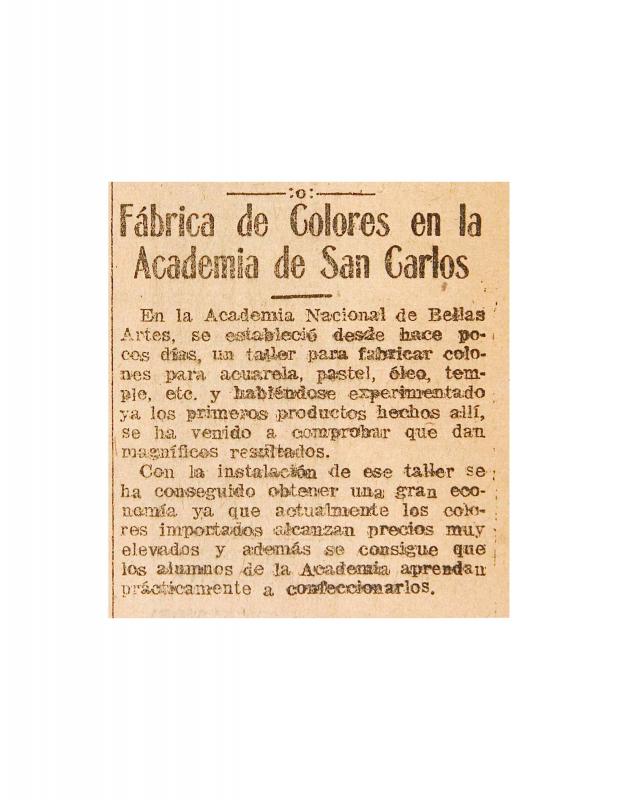 :o:
Fábrica de Colores en la
Academia de San Carlos
En la Academia Nacional de Bellas
Artes, se estableció desde hace po-
cos días, un taller para fabricar colo-
nes para acuarela, pastel, óleo, tem-
ple, etc. y habiéndose experimentado
ya los primeros productos hechos allí,
se ha venido a comprobar que dan
magníficos resultados.
Con la instalación de ese taller se
ha conseguido obtener una gran eco-
nomía ya que actualmente los colo-
res importados alcanzan precios muy
elevados y además se consigue que
los alumnos de la Academia aprendan
prácticamente a confeccionarlos.